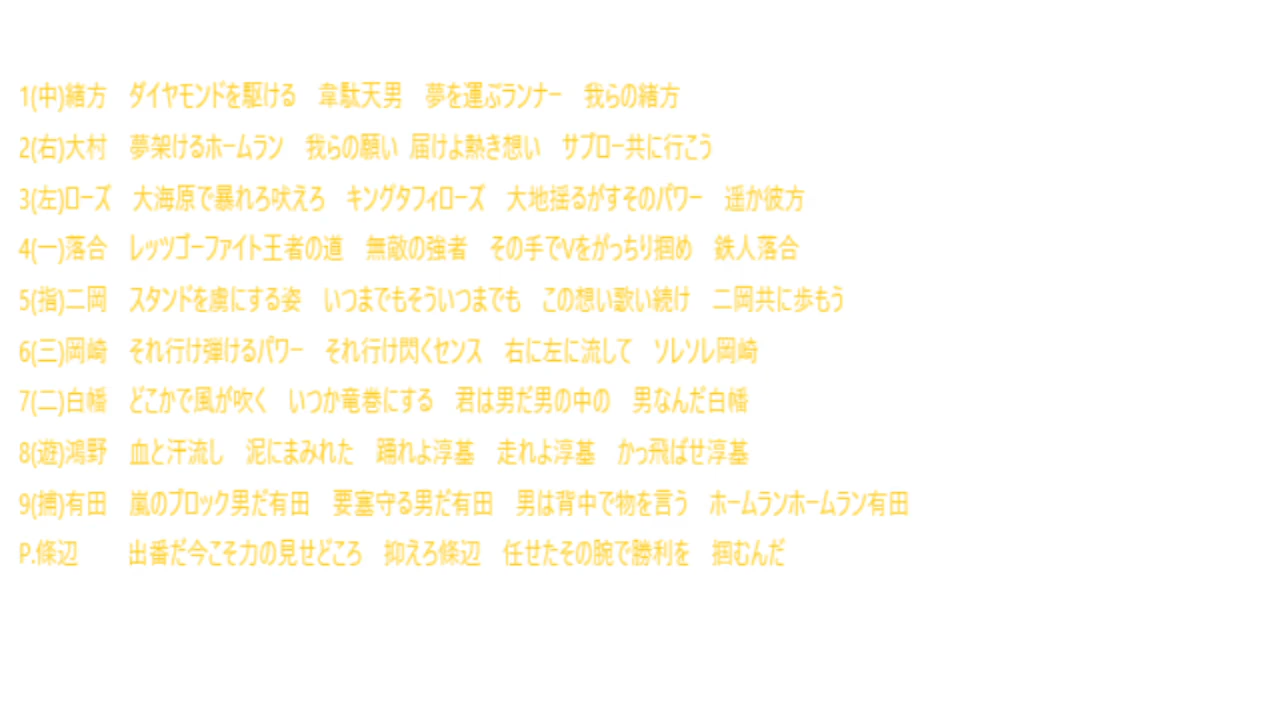 1(中)緒方　ダイヤモンドを駆ける　韋駄天男　夢を運ぶランナー　我らの緒方
2(右)大村　夢架けるホームラン　我らの願い 届けよ熱き想い　サブロー共に行こう
3(左)ローズ　大海原で暴れろ吠えろ　キングタフィローズ　大地揺るがすそのパワー　遥か彼方
4(一)落合　レッツゴーファイト王者の道　無敵の強者　その手でVをがっちり掴め　鉄人落合
5(指)二岡　スタンドを虜にする姿　いつまでもそういつまでも　この想い歌い続け　二岡共に歩もう
6(三)岡崎　それ行け弾けるパワー　それ行け閃くセンス　右に左に流して　ソレソレ岡崎
7(二)白幡　どこかで風が吹く　いつか竜巻にする　君は男だ男の中の　男なんだ白幡
8(遊)鴻野　血と汗流し　泥にまみれた　踊れよ淳基　走れよ淳基　かっ飛ばせ淳基
9(捕)有田　嵐のブロック男だ有田　要塞守る男だ有田　男は背中で物を言う　ホームランホームラン有田
P.條辺　　出番だ今こそ力の見せどころ　抑えろ條辺　任せたその腕で勝利を　掴むんだ